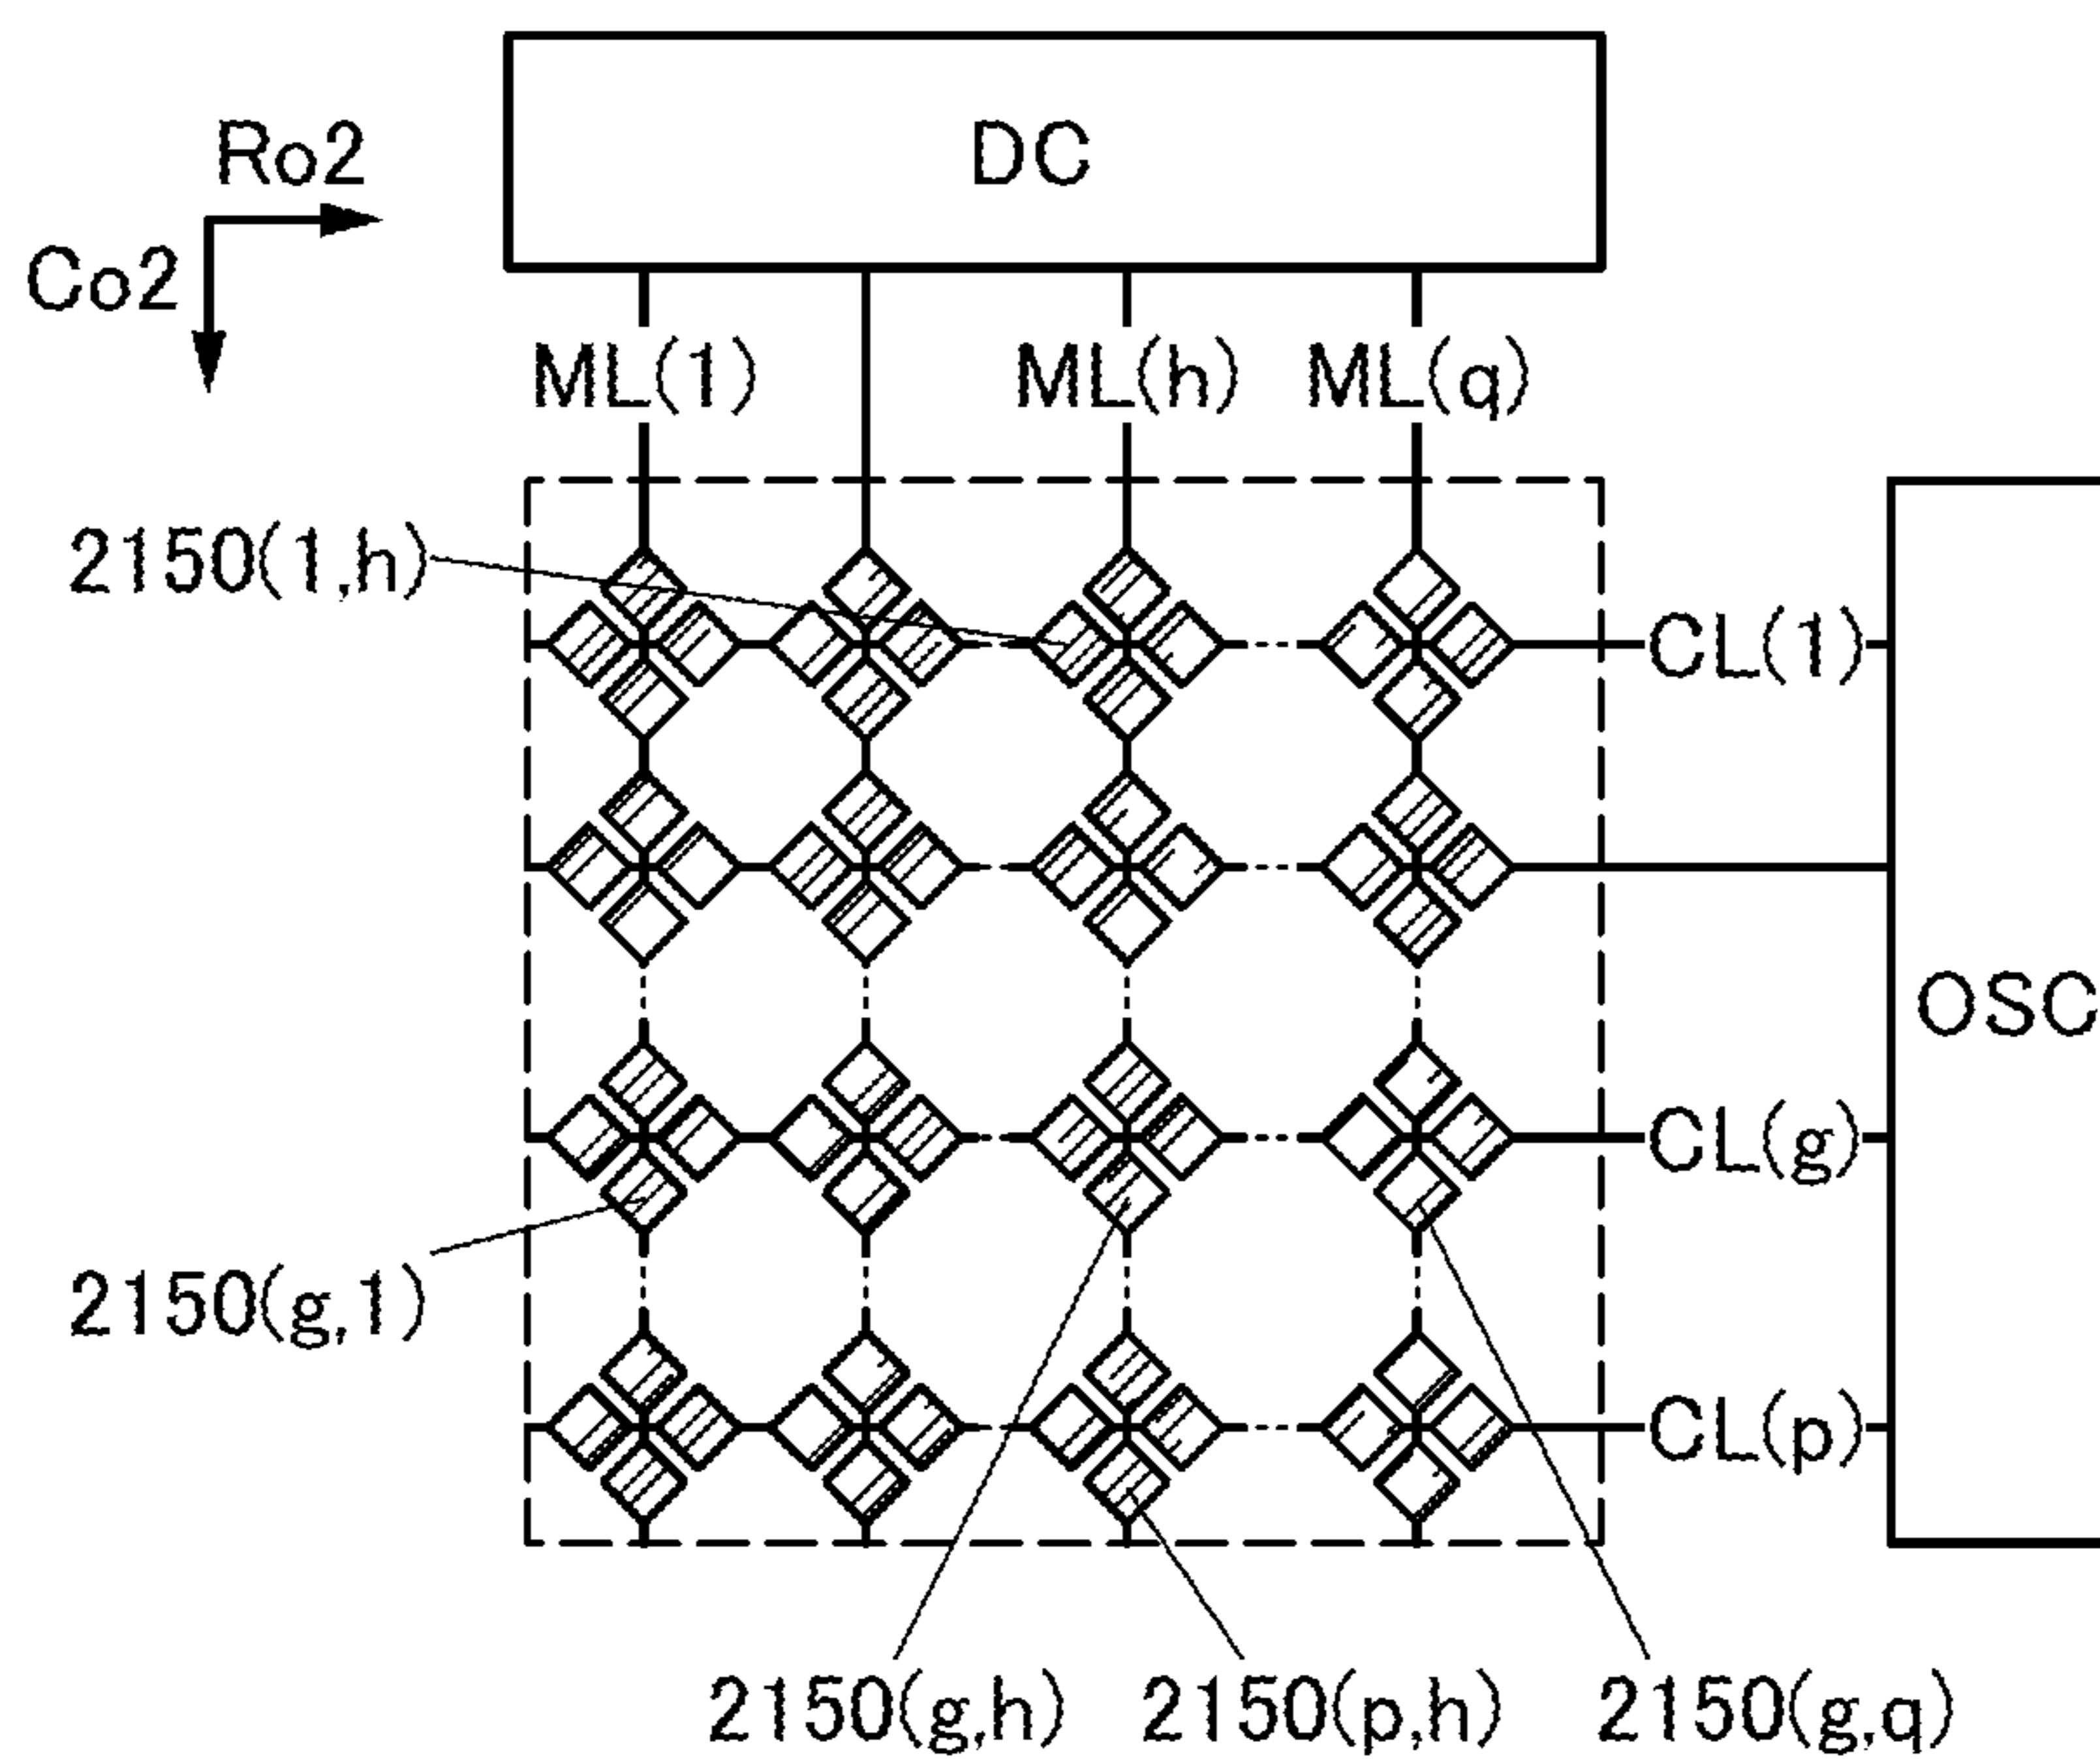 DC
Ro2
Co2
ML(1) ML(h) ML(q)
2150(1,h)
CL(1)
OSC
CL(g)
2150(g,1)
CL(p)
2150(g,h) 2150(p,h) 2150(g,q)